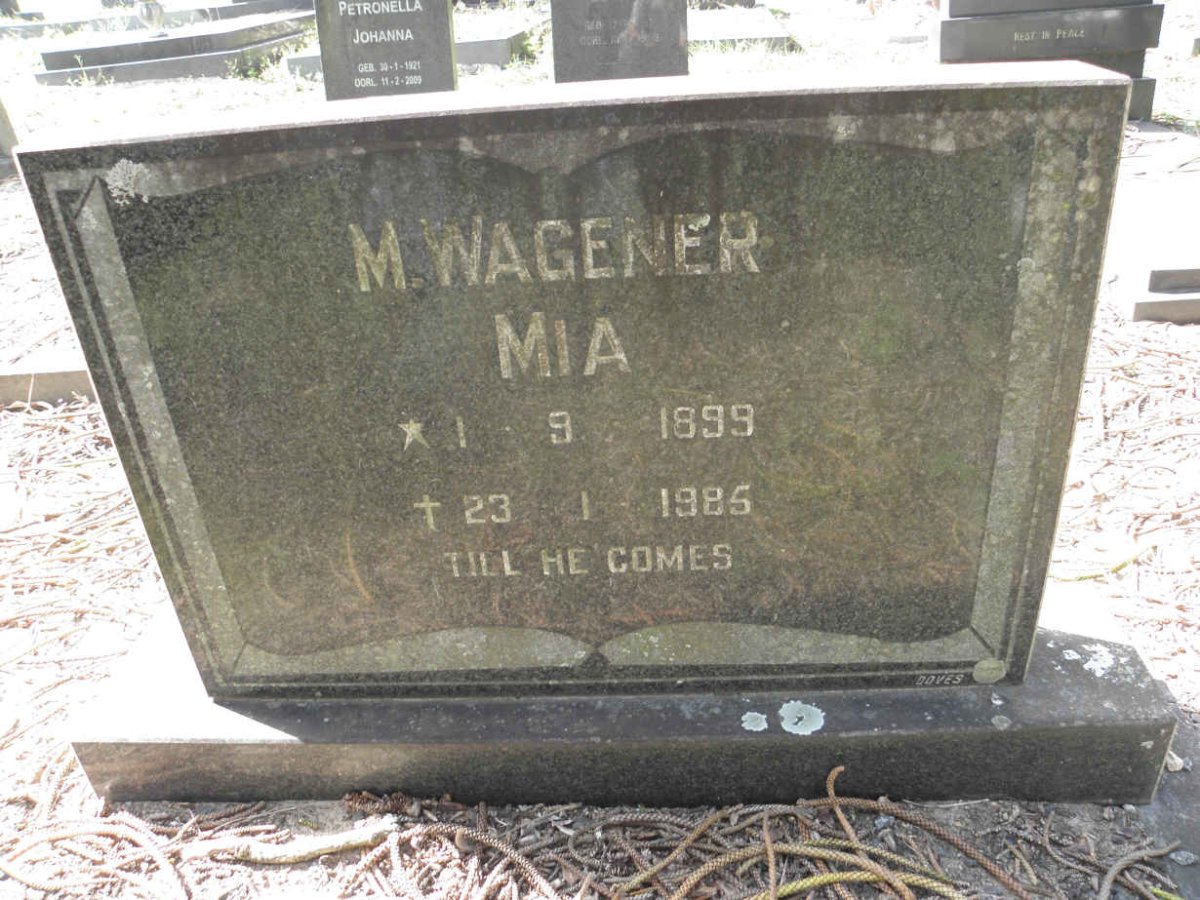 PETRONELLA
JOHANNA
GEB. 30-1-1921
OORL. 11-2-2009
REST IN PEACE
M. WAGENER
MIA
★ 1 · 9 · 1899
✝ 23 · 1 · 1985
TILL HE COMES
DOVES